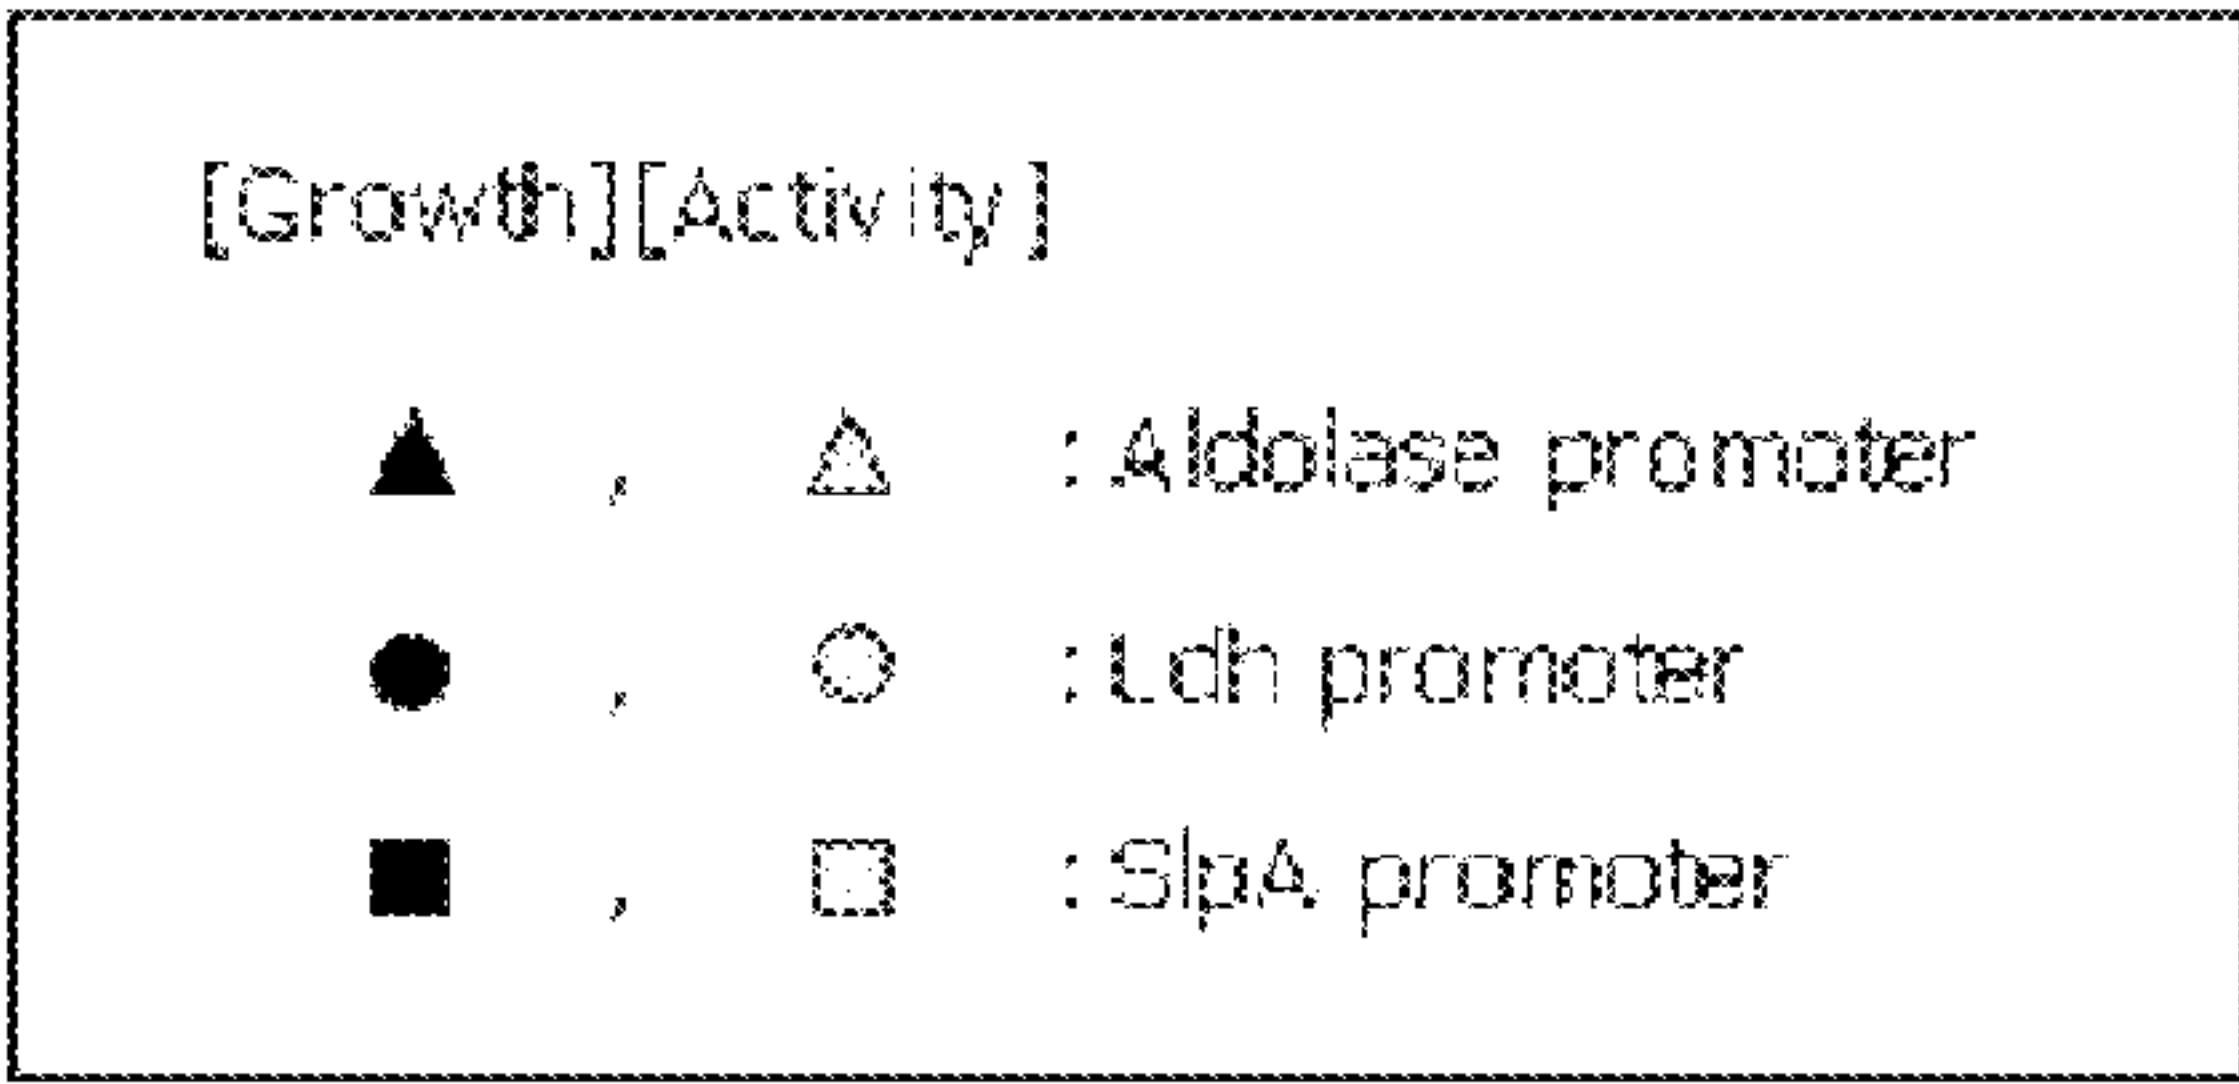 [Growth][Activity]
▲ , △ : Aldolase promoter
● , ○ : Ldh promoter
■ , □ : SlpA promoter